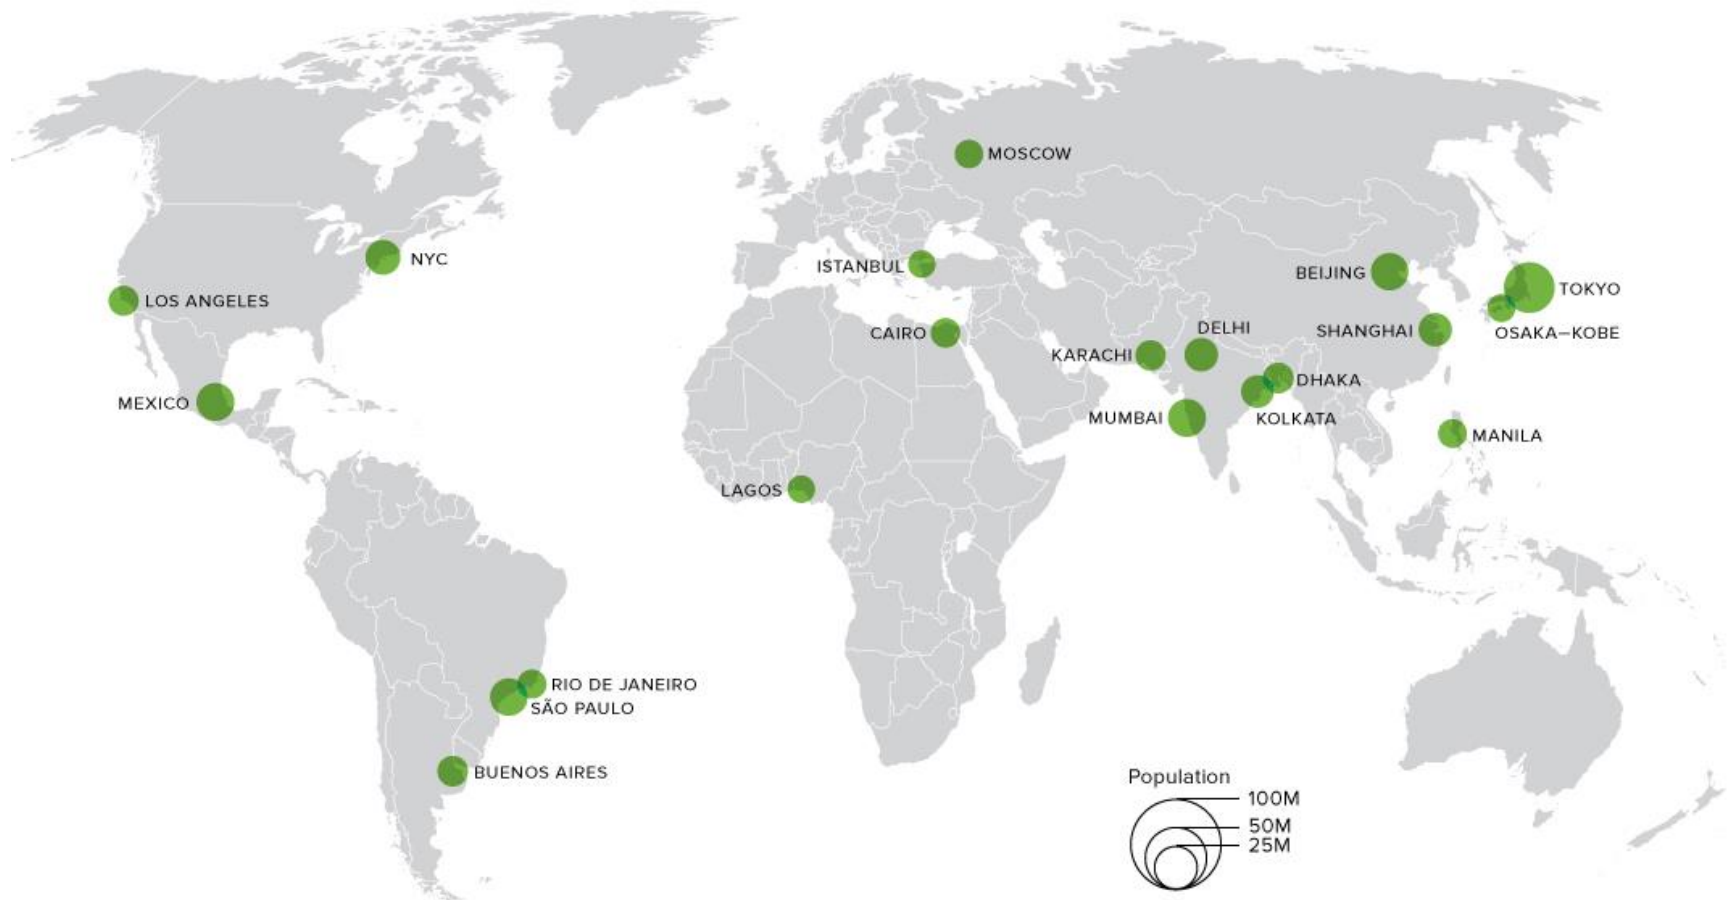 MOSCOW
NYC
ISTANBUL
BEIJING
TOKYO
LOS ANGELES
CAIRO
DELHI
SHANGHAI
OSAKA–KOBE
KARACHI
DHAKA
MEXICO
MUMBAI
KOLKATA
MANILA
LAGOS
RIO DE JANEIRO
SÃO PAULO
BUENOS AIRES
Population
100M
50M
25M